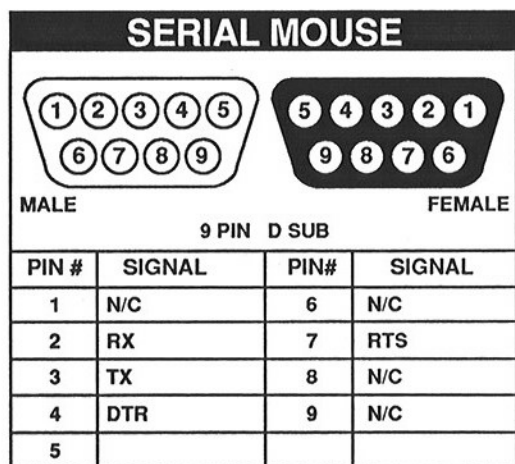 SERIAL MOUSE
1 2 3 4 5 5 4 3 2 1
6 7 8 9 9 8 7 6
MALE FEMALE
9 PIN D SUB
PIN # SIGNAL PIN# SIGNAL
1 N/C 6 N/C
2 RX 7 RTS
3 TX 8 N/C
4 DTR 9 N/C
5